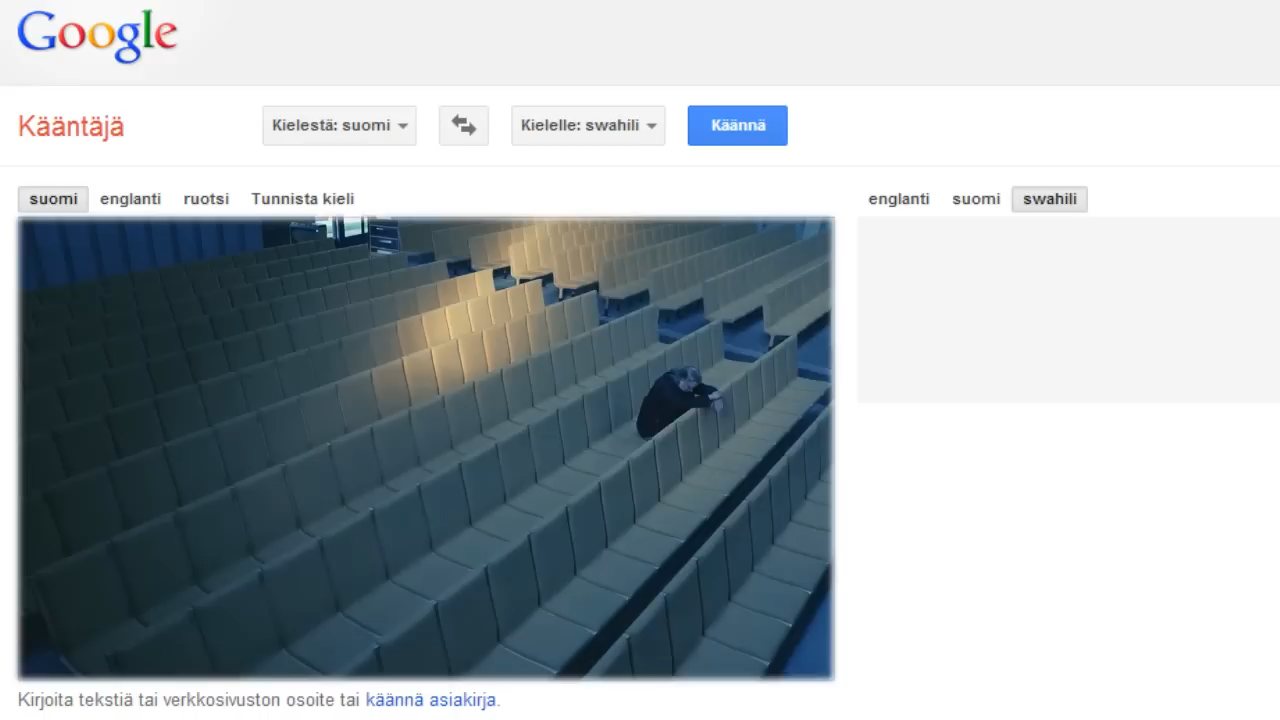 Google
Kääntäjä
Kielestä: suomi
Kielelle: swahili
Käännä
suomi englanti ruotsi Tunnista kieli
englanti suomi swahili
Kirjoita tekstiä tai verkkosivuston osoite tai käännä asiakirja.